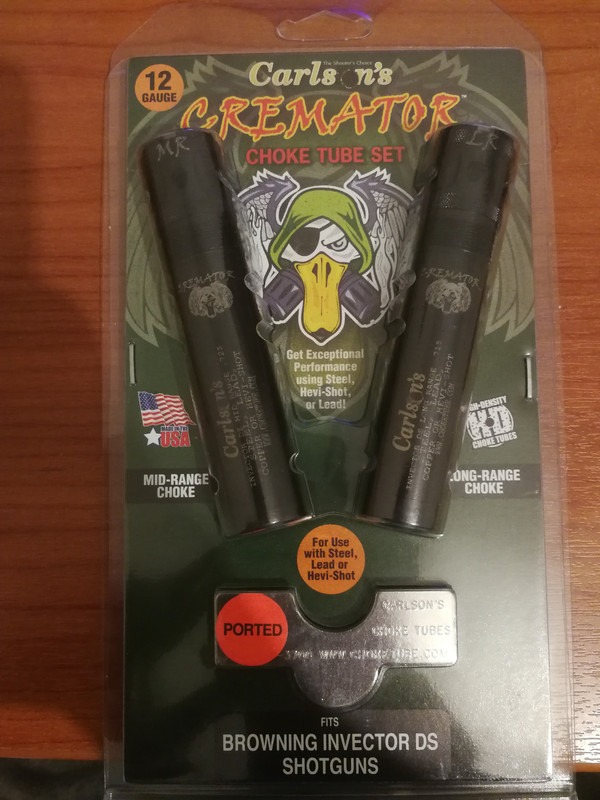 12
GAUGE
The Shooter's Choice
Carlson's
CREMATOR™
CHOKE TUBE SET
MR
LR
CREMATOR
CREMATOR
Get Exceptional
Performance
using Steel,
Hevi-Shot,
or Lead!
Carlson's
Carlson's
MADE IN THE
USA
HIGH-DENSITY
HD
CHOKE TUBES
MID-RANGE
CHOKE
LONG-RANGE
CHOKE
For Use
with Steel,
Lead or
Hevi-Shot
PORTED
CARLSON'S
CHOKE TUBES
WWW.CHOKETUBE.COM
FITS
BROWNING INVECTOR DS
SHOTGUNS